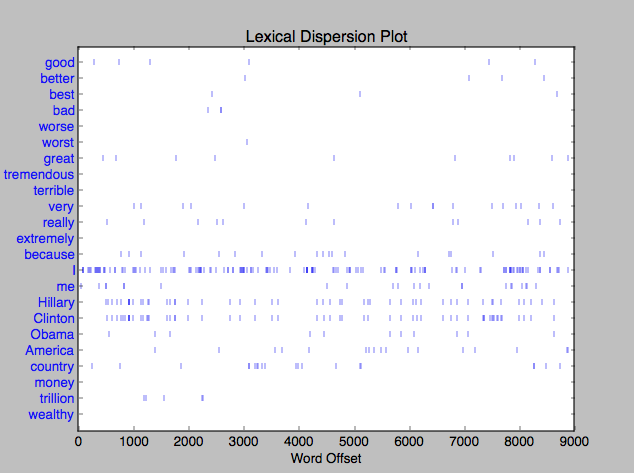 Lexical Dispersion Plot
good
better
best
bad
worse
worst
great
tremendous
terrible
very
really
extremely
because
I
me
Hillary
Clinton
Obama
America
country
money
trillion
wealthy
0 1000 2000 3000 4000 5000 6000 7000 8000 9000
Word Offset